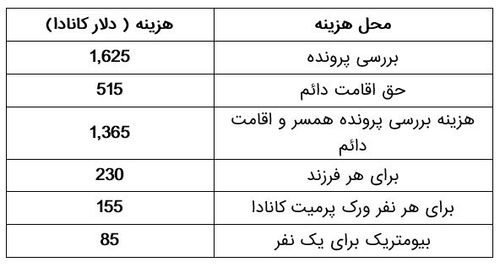 محل هزینه	هزینه ( دلار کانادا)
بررسی پرونده	1,625
حق اقامت دائم	515
هزینه بررسی پرونده همسر و اقامت	1,365
دائم
برای هر فرزند	230
برای هر نفر ورک پرمیت کانادا	155
بیومتریک برای یک نفر	85